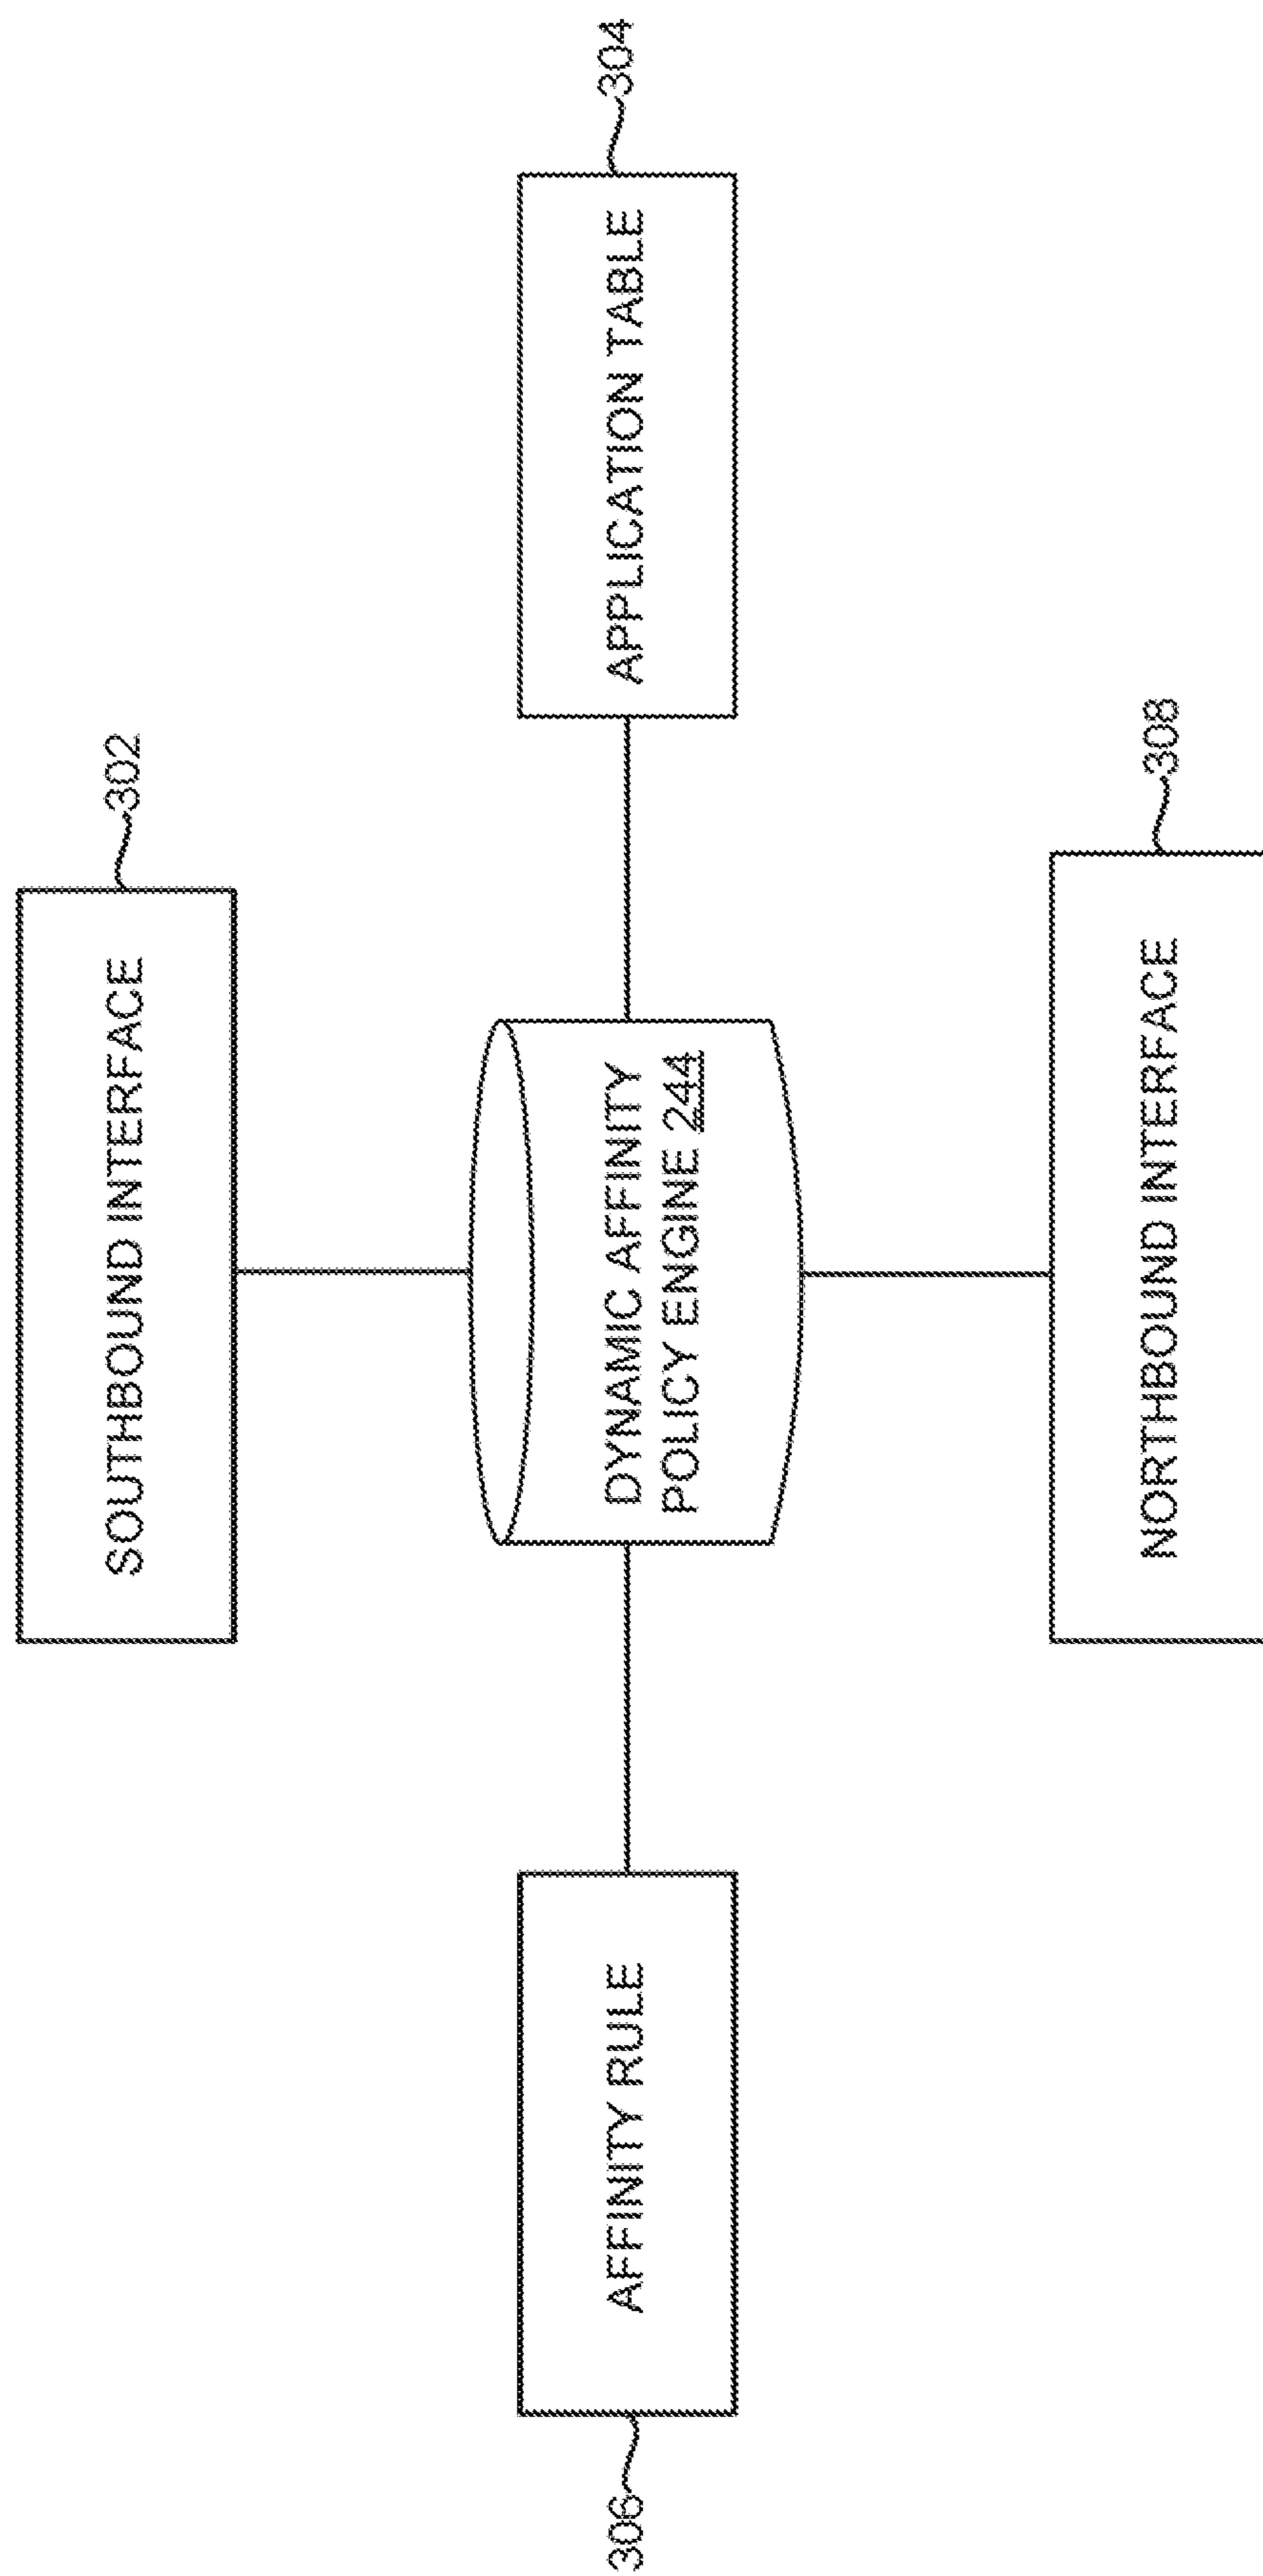 SOUTHBOUND INTERFACE
302
AFFINITY RULE
306
DYNAMIC AFFINITY
POLICY ENGINE 244
APPLICATION TABLE
304
NORTHBOUND INTERFACE
308